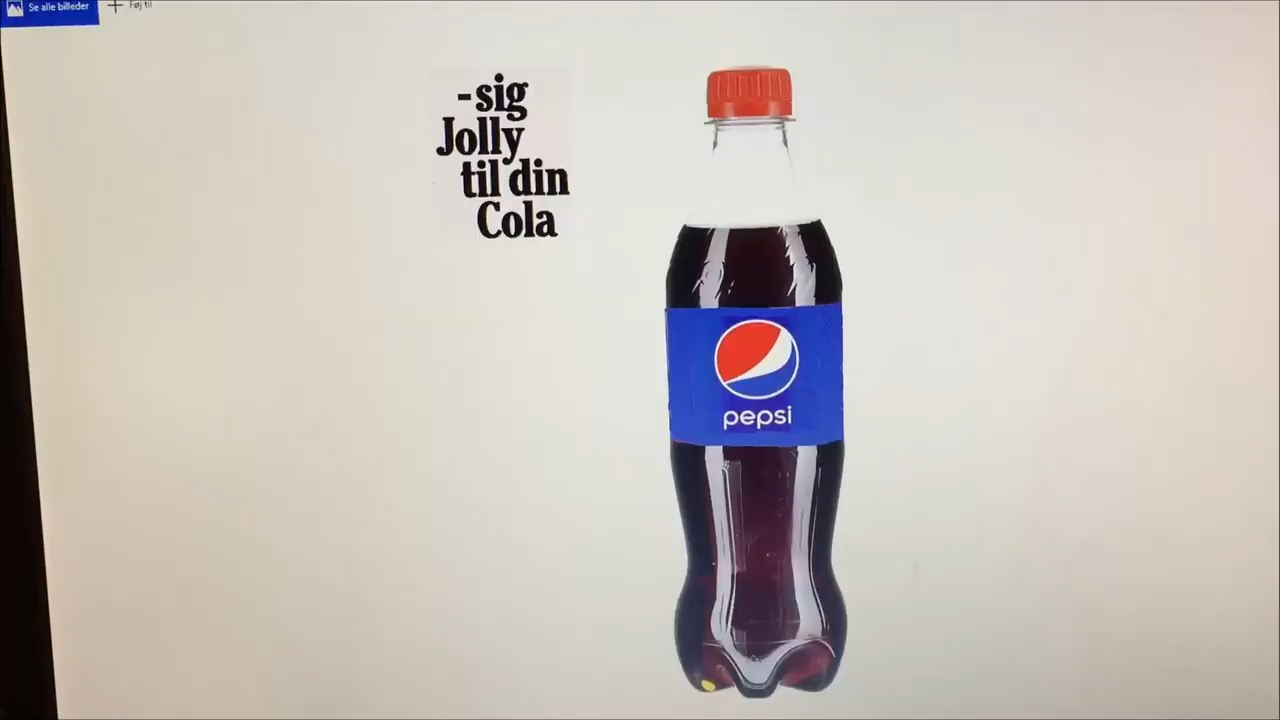 Se alle billeder
Føj til
-sig
Jolly
til din
Cola
pepsi